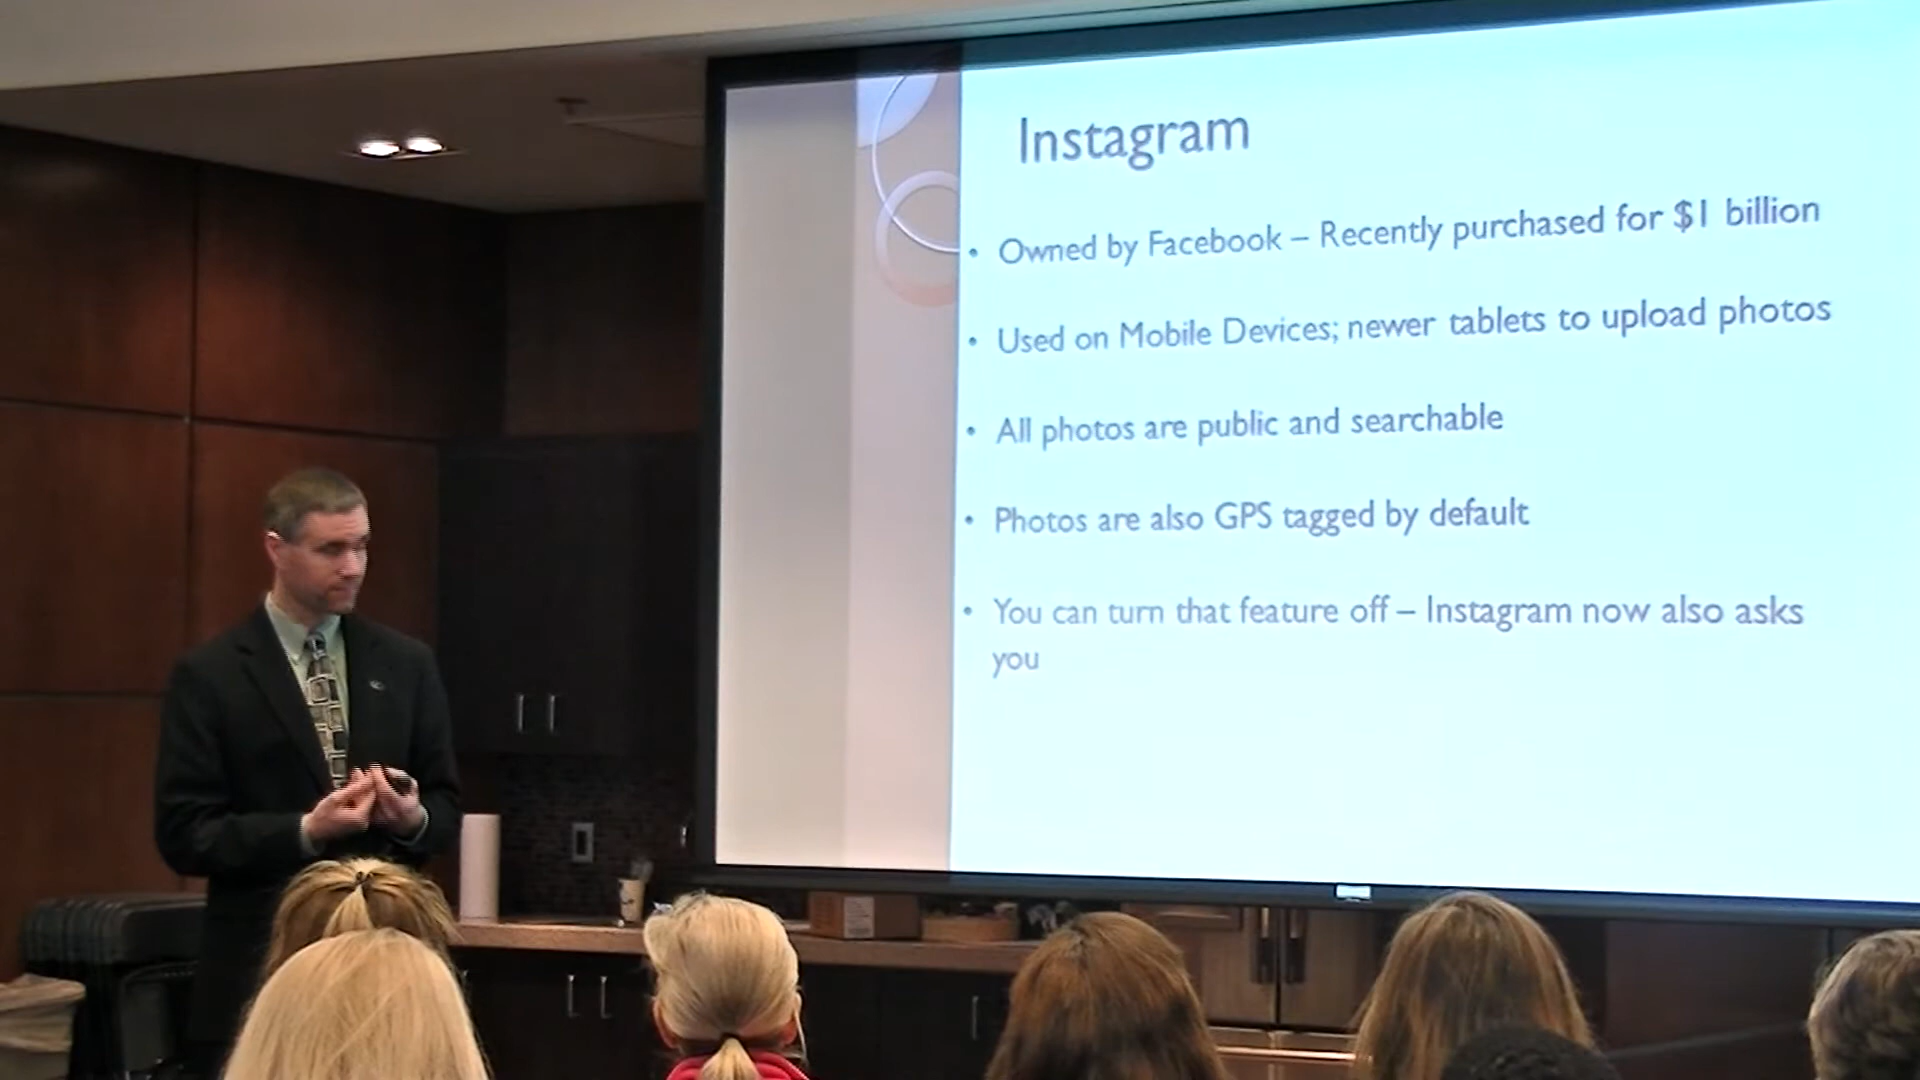 Instagram
• Owned by Facebook – Recently purchased for $1 billion
• Used on Mobile Devices; newer tablets to upload photos
• All photos are public and searchable
• Photos are also GPS tagged by default
• You can turn that feature off – Instagram now also asks
you